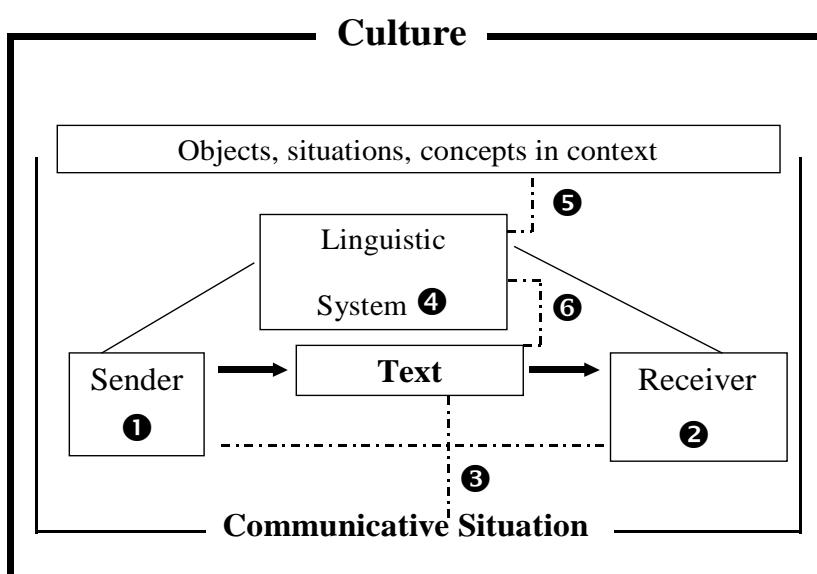 Culture
Objects, situations, concepts in context
❺
Linguistic
System ❹
❻
Sender
❶
Text
Receiver
❷
❸
Communicative Situation